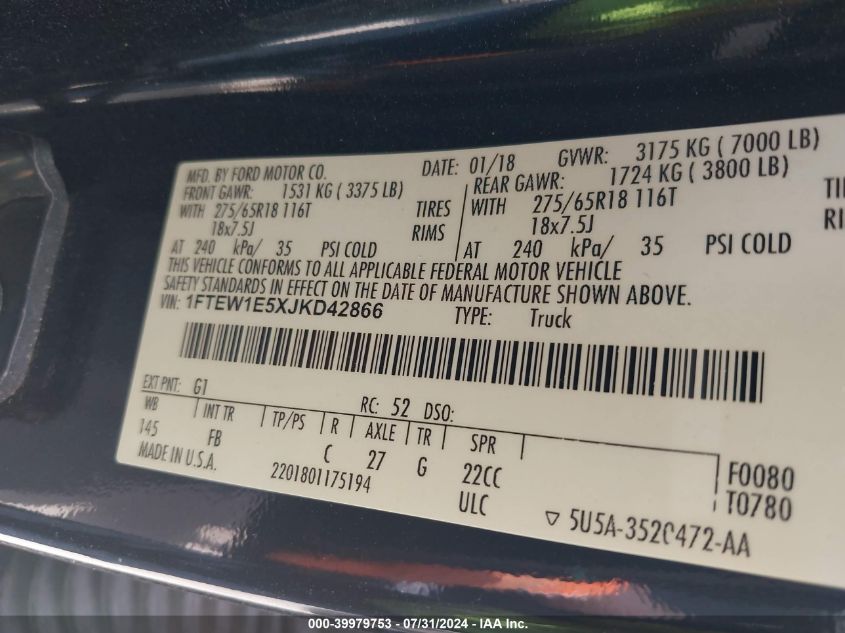 MFD. BY FORD MOTOR CO. DATE: 01/18 GVWR: 3175 KG ( 7000 LB)
FRONT GAWR: 1531 KG ( 3375 LB) REAR GAWR: 1724 KG ( 3800 LB)
WITH 275/65R18 116T TIRES WITH 275/65R18 116T
18x7.5J RIMS 18x7.5J
AT 240 kPa/ 35 PSI COLD AT 240 kPa/ 35 PSI COLD
THIS VEHICLE CONFORMS TO ALL APPLICABLE FEDERAL MOTOR VEHICLE
SAFETY STANDARDS IN EFFECT ON THE DATE OF MANUFACTURE SHOWN ABOVE.
VIN: 1FTEW1E5XJKD42866 TYPE: Truck
EXT PNT: G1 RC: 52 DSO:
WB INT TR TP/PS R AXLE TR SPR
145 FB C 27 G 22CC F0080
MADE IN U.S.A. 2201801175194 ULC T0780
5U5A-3520472-AA
000-39979753 - 07/31/2024 - IAA Inc.